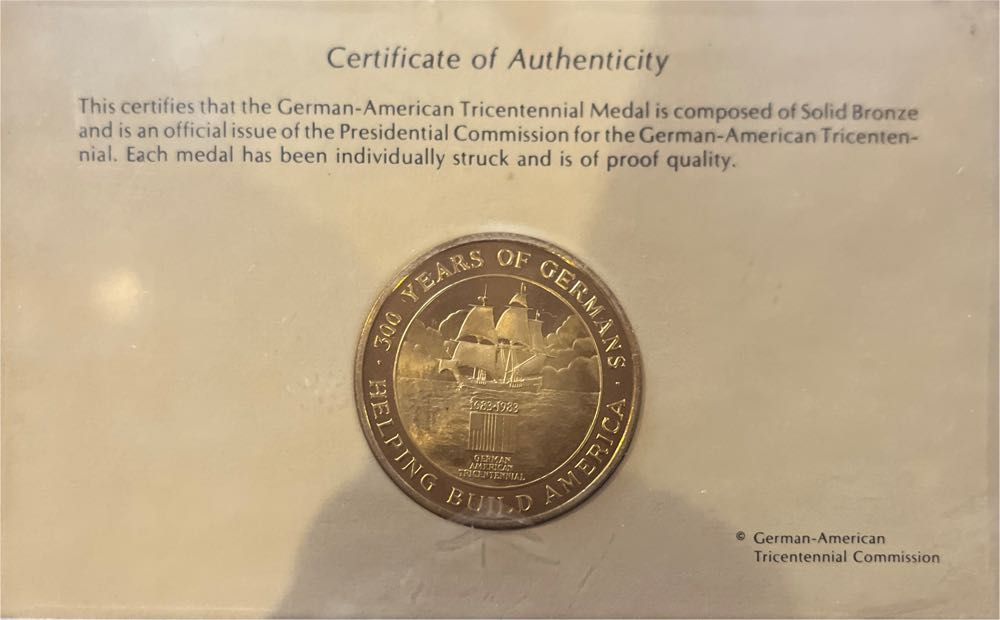 Certificate of Authenticity
This certifies that the German-American Tricentennial Medal is composed of Solid Bronze
and is an official issue of the Presidential Commission for the German-American Tricenten-
nial. Each medal has been individually struck and is of proof quality.
· 300 YEARS OF GERMANS ·
HELPING BUILD AMERICA
1683-1983
GERMAN
AMERICAN
TRICENTENNIAL
© German-American
Tricentennial Commission